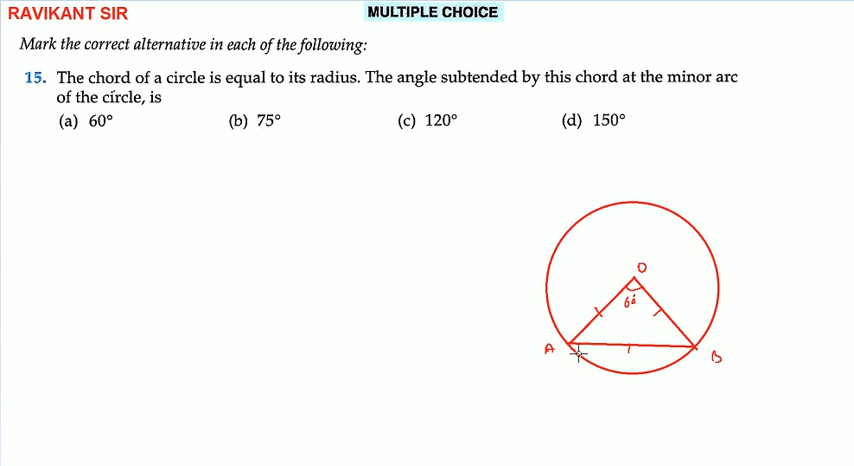 RAVIKANT SIR
MULTIPLE CHOICE
Mark the correct alternative in each of the following:
15. The chord of a circle is equal to its radius. The angle subtended by this chord at the minor arc
of the circle, is
(a) 60° (b) 75° (c) 120° (d) 150°
O
60°
A
B